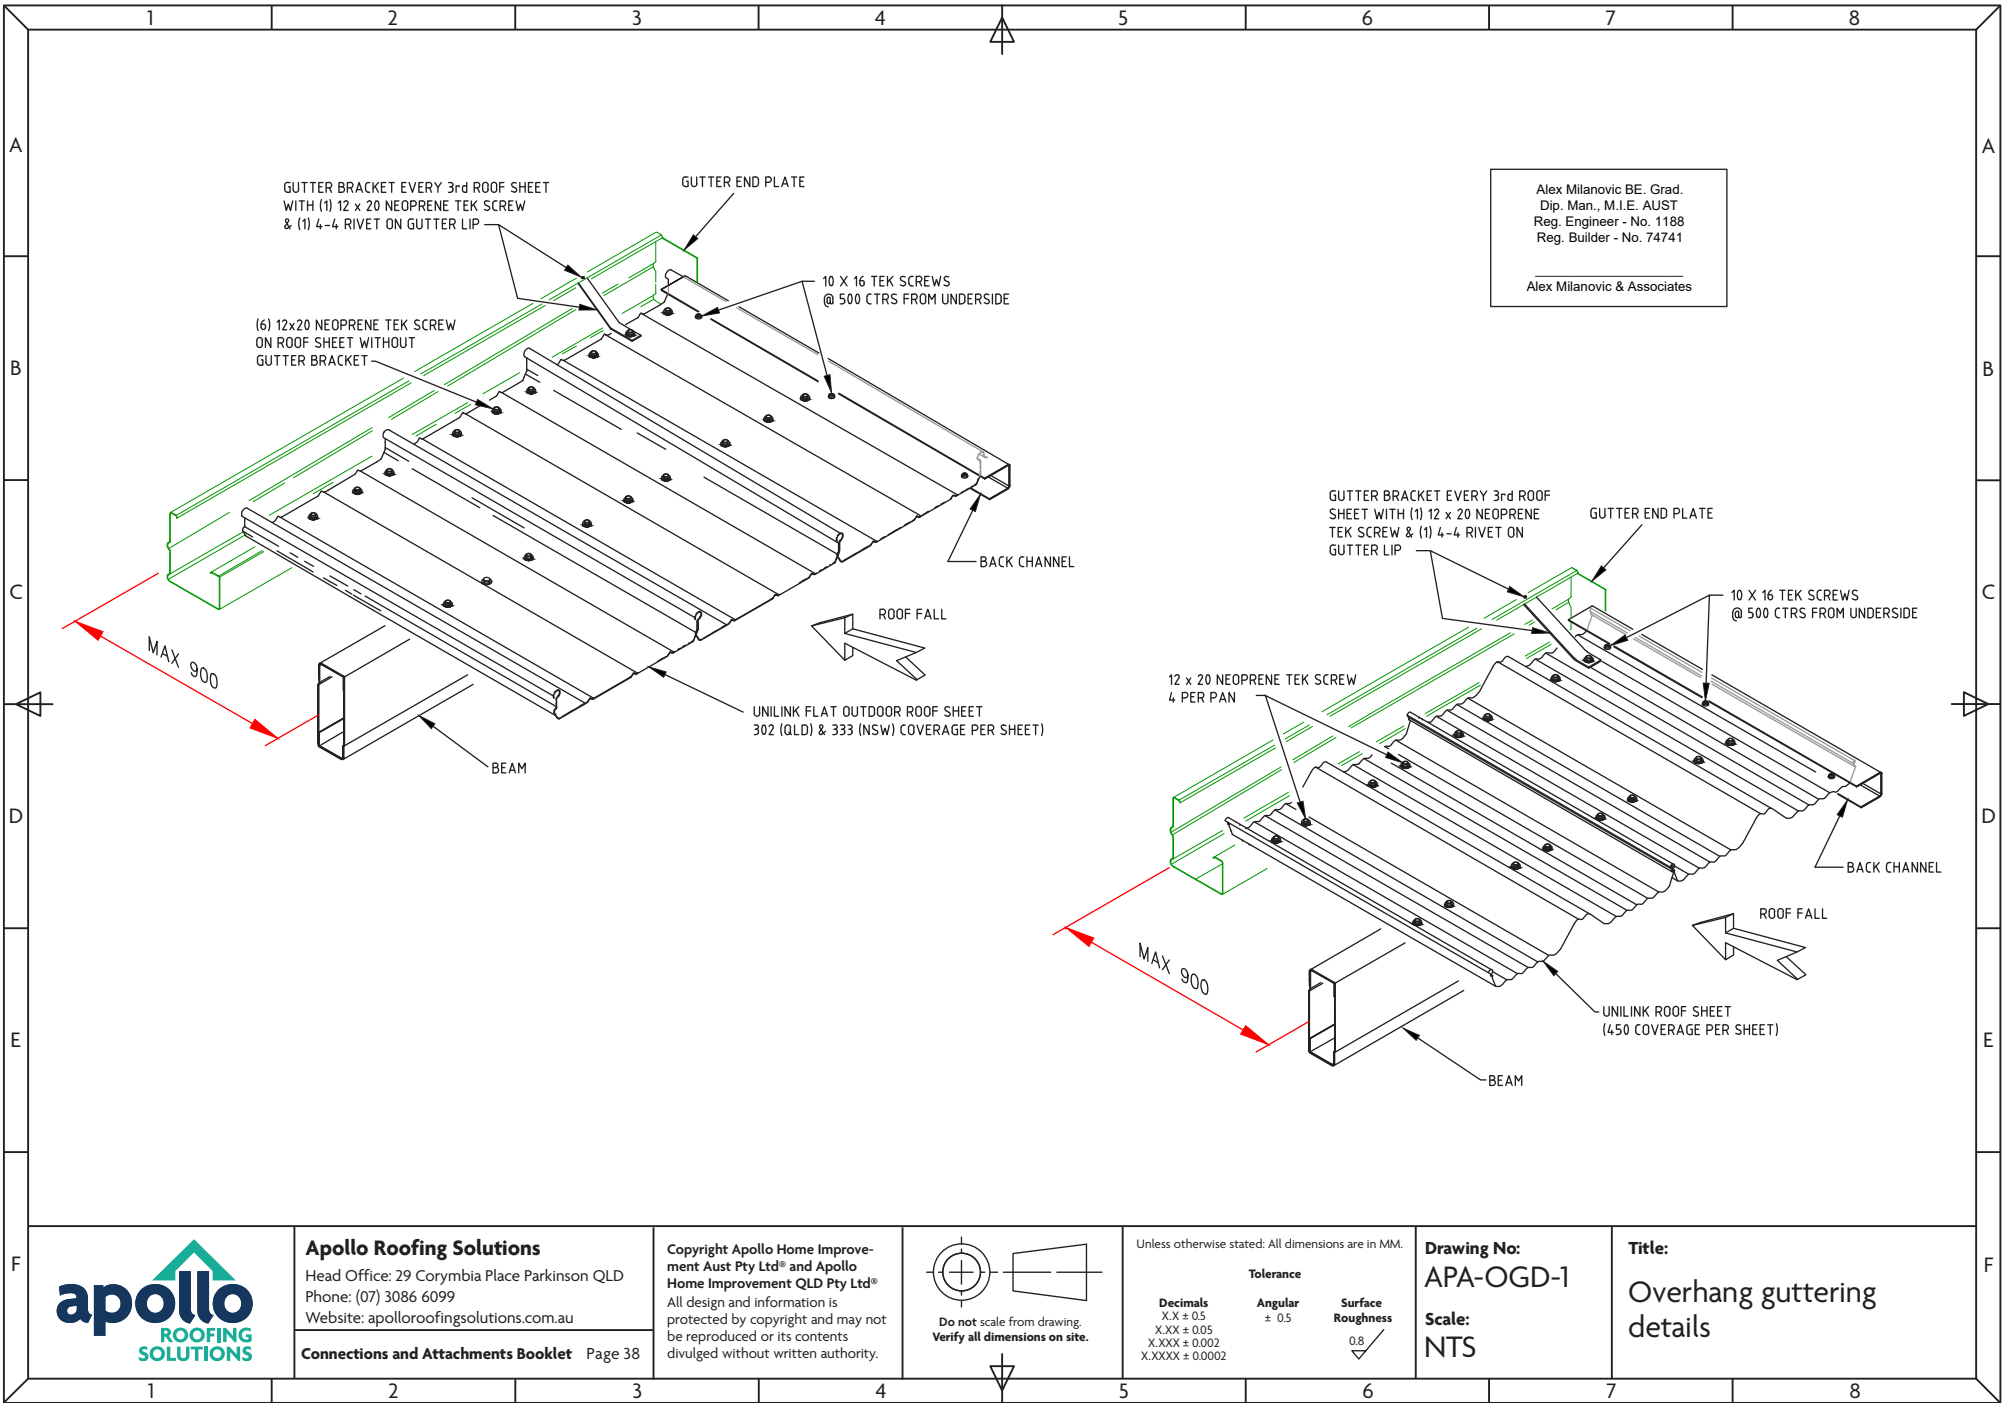 1 2 3 4 5 6 7 8
A A
B B
C C
D D
E E
F F
GUTTER BRACKET EVERY 3rd ROOF SHEET
WITH (1) 12 x 20 NEOPRENE TEK SCREW
& (1) 4-4 RIVET ON GUTTER LIP
GUTTER END PLATE
10 X 16 TEK SCREWS
@ 500 CTRS FROM UNDERSIDE
(6) 12x20 NEOPRENE TEK SCREW
ON ROOF SHEET WITHOUT
GUTTER BRACKET
BACK CHANNEL
ROOF FALL
MAX 900
UNILINK FLAT OUTDOOR ROOF SHEET
302 (QLD) & 333 (NSW) COVERAGE PER SHEET)
BEAM
Alex Milanovic BE. Grad.
Dip. Man., M.I.E. AUST
Reg. Engineer - No. 1188
Reg. Builder - No. 74741
Alex Milanovic & Associates
GUTTER BRACKET EVERY 3rd ROOF
SHEET WITH (1) 12 x 20 NEOPRENE
TEK SCREW & (1) 4-4 RIVET ON
GUTTER LIP
GUTTER END PLATE
10 X 16 TEK SCREWS
@ 500 CTRS FROM UNDERSIDE
12 x 20 NEOPRENE TEK SCREW
4 PER PAN
BACK CHANNEL
ROOF FALL
MAX 900
UNILINK ROOF SHEET
(450 COVERAGE PER SHEET)
BEAM
apollo
ROOFING
SOLUTIONS
Apollo Roofing Solutions
Head Office: 29 Corymbia Place Parkinson QLD
Phone: (07) 3086 6099
Website: apolloroofingsolutions.com.au
Connections and Attachments Booklet Page 38
Copyright Apollo Home Improve-
ment Aust Pty Ltd® and Apollo
Home Improvement QLD Pty Ltd®
All design and information is
protected by copyright and may not
be reproduced or its contents
divulged without written authority.
Do not scale from drawing.
Verify all dimensions on site.
Unless otherwise stated: All dimensions are in MM.
Tolerance
Decimals
X.X ± 0.5
X.XX ± 0.05
X.XXX ± 0.002
X.XXXX ± 0.0002
Angular
± 0.5
Surface
Roughness
0.8
Drawing No:
APA-OGD-1
Scale:
NTS
Title:
Overhang guttering
details
1 2 3 4 5 6 7 8